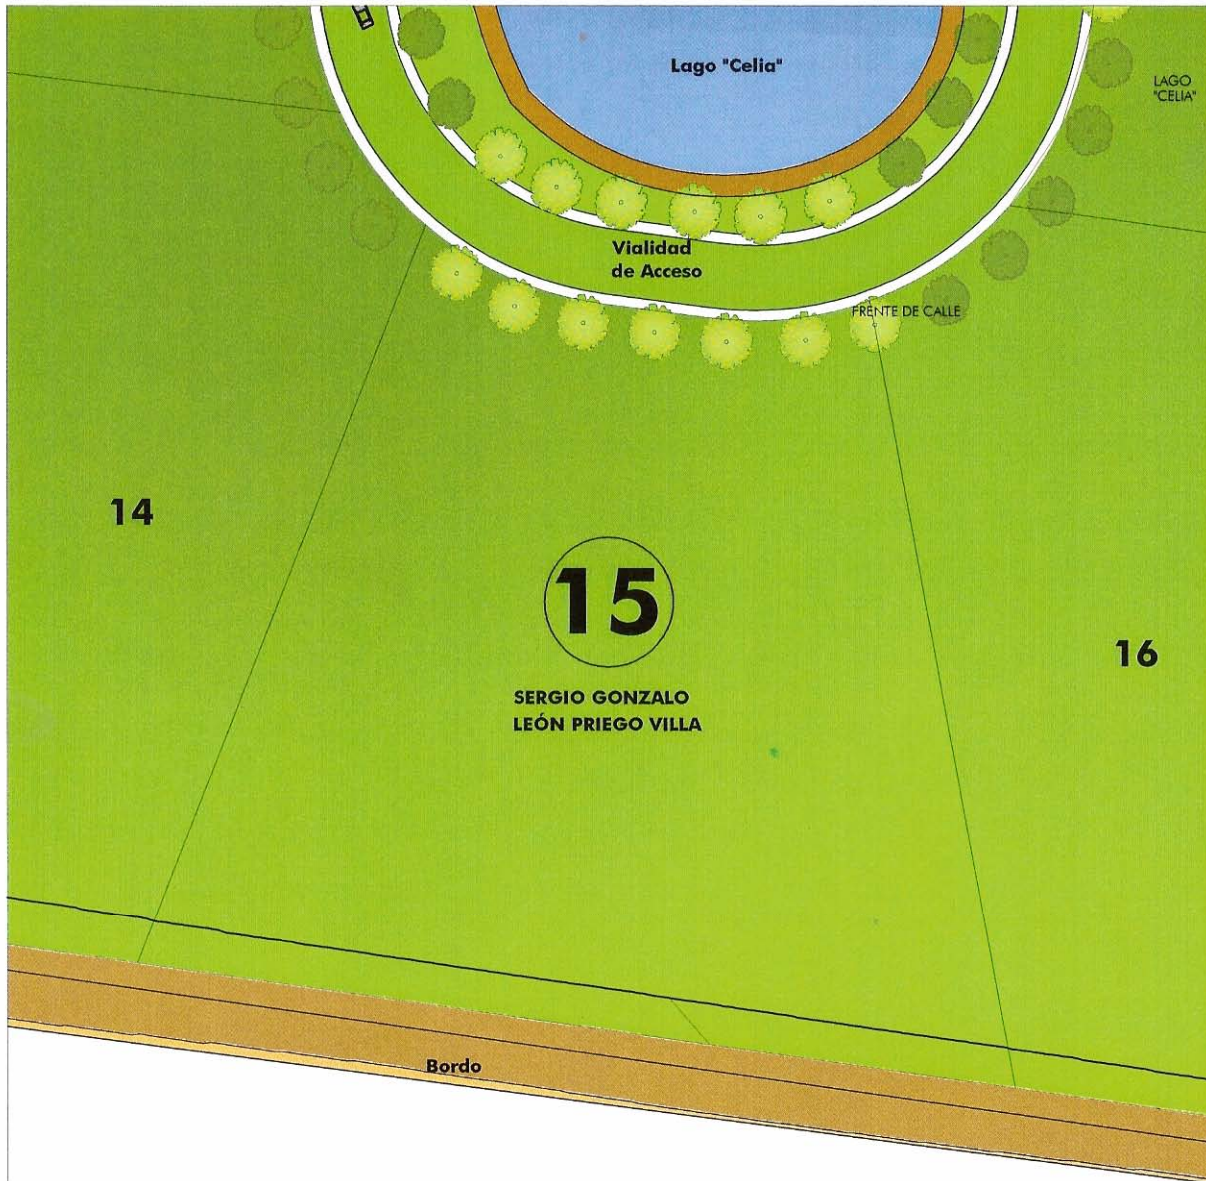 Lago "Celia"
LAGO
"CELIA"
Vialidad
de Acceso
FRENTE DE CALLE
14
15
16
SERGIO GONZALO
LEÓN PRIEGO VILLA
Bordo